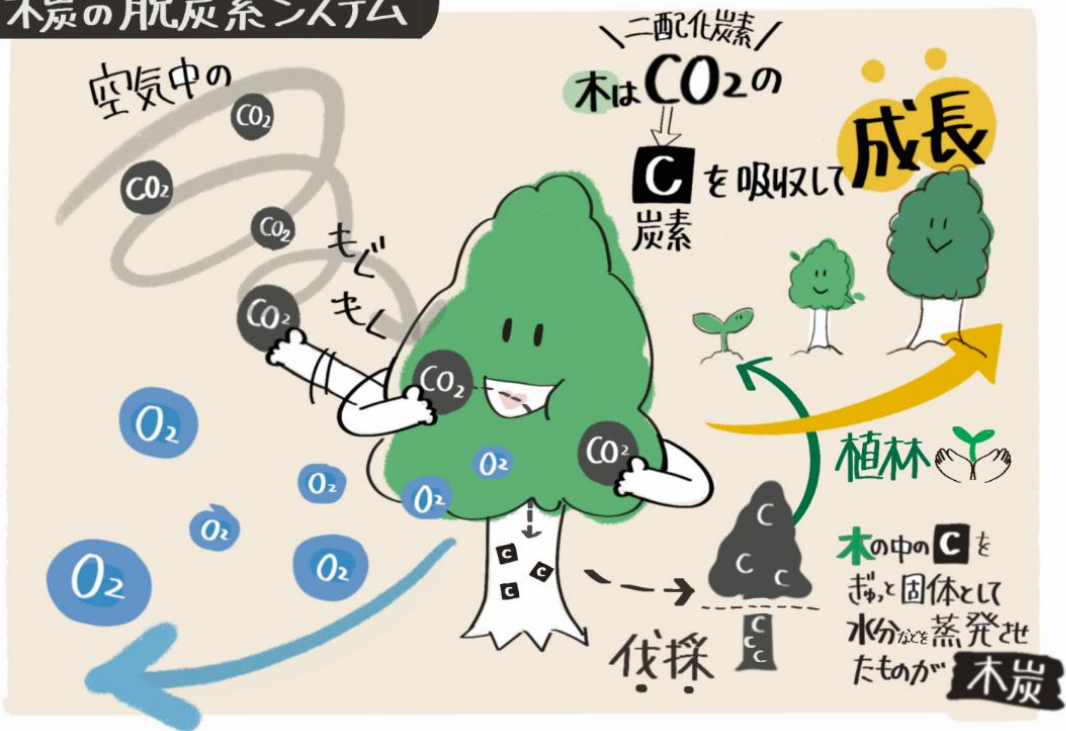 木炭の脱炭素システム
空気中の
CO₂
CO₂
CO₂
CO₂
もぐ
もぐ
CO₂
CO₂
O₂
O₂
O₂
O₂
O₂
O₂
O₂
C
C
C
二配化炭素
木はCO₂の
Cを吸収して
炭素
成長
植林
C
C
C
C
C
C
伐採
木の中のCを
ぎゅっと固体として
水分などを蒸発させ
たものが木炭